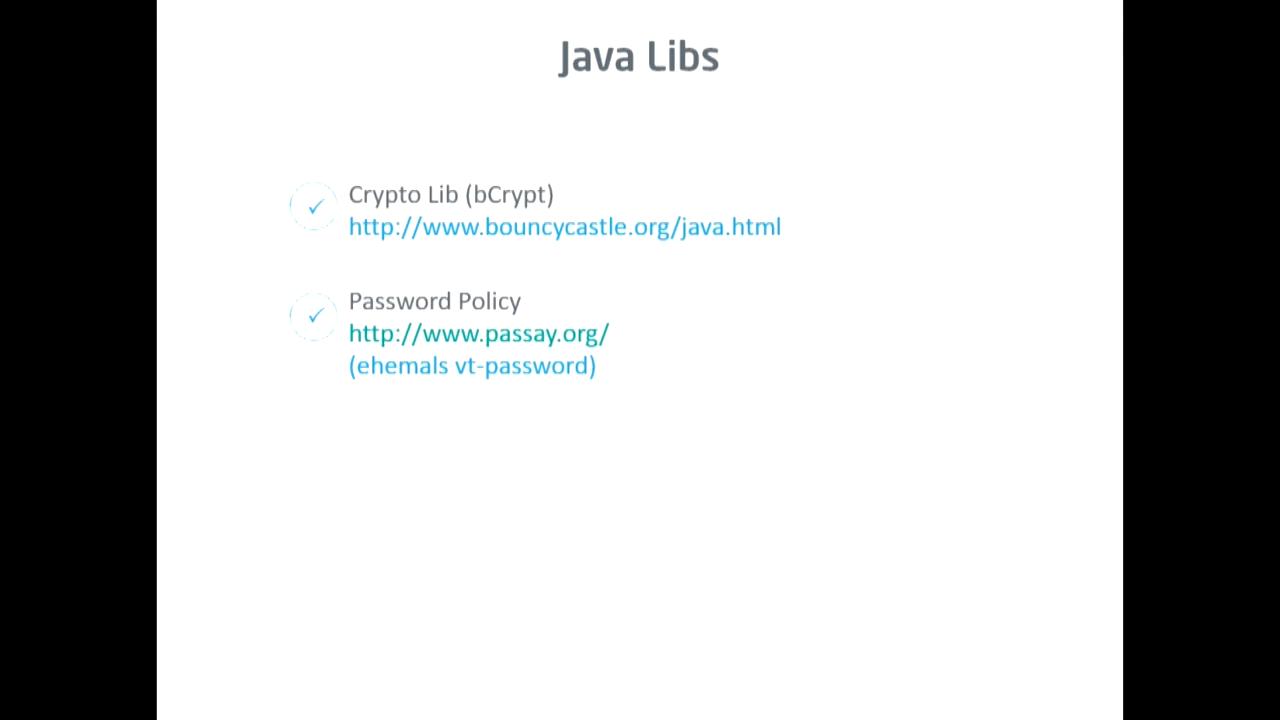 Java Libs
Crypto Lib (bCrypt)
http://www.bouncycastle.org/java.html
Password Policy
http://www.passay.org/
(ehemals vt-password)